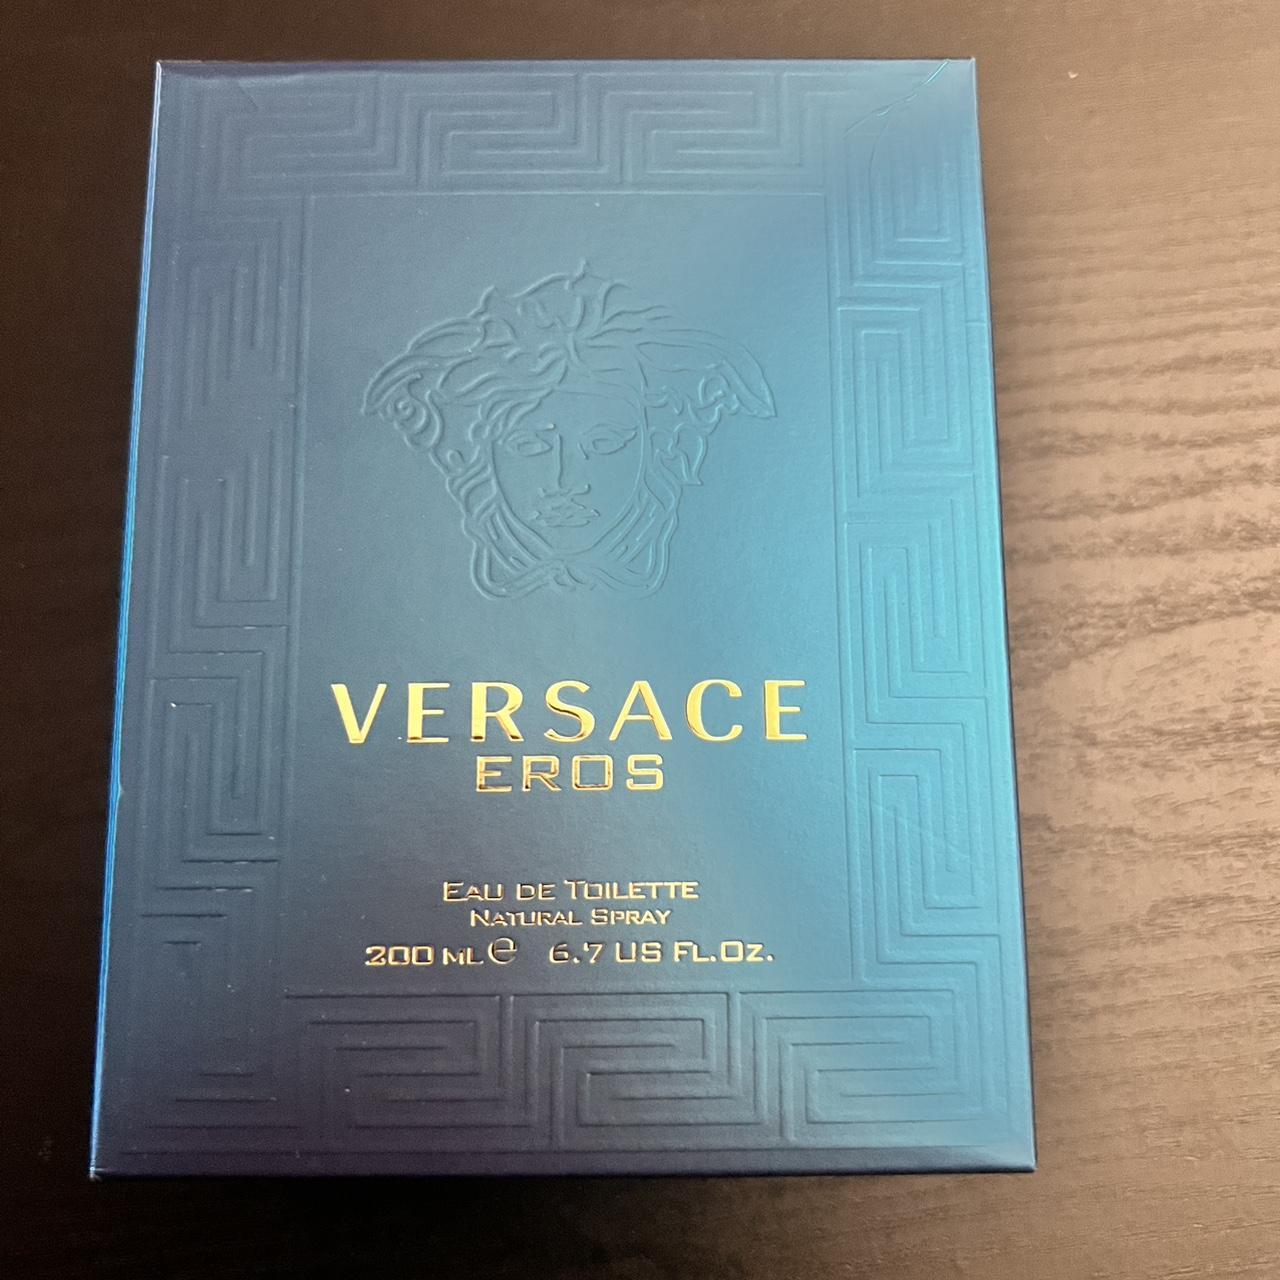 VERSACE
EROS
EAU DE TOILETTE
NATURAL SPRAY
200 ML ℮ 6.7 US FL.OZ.